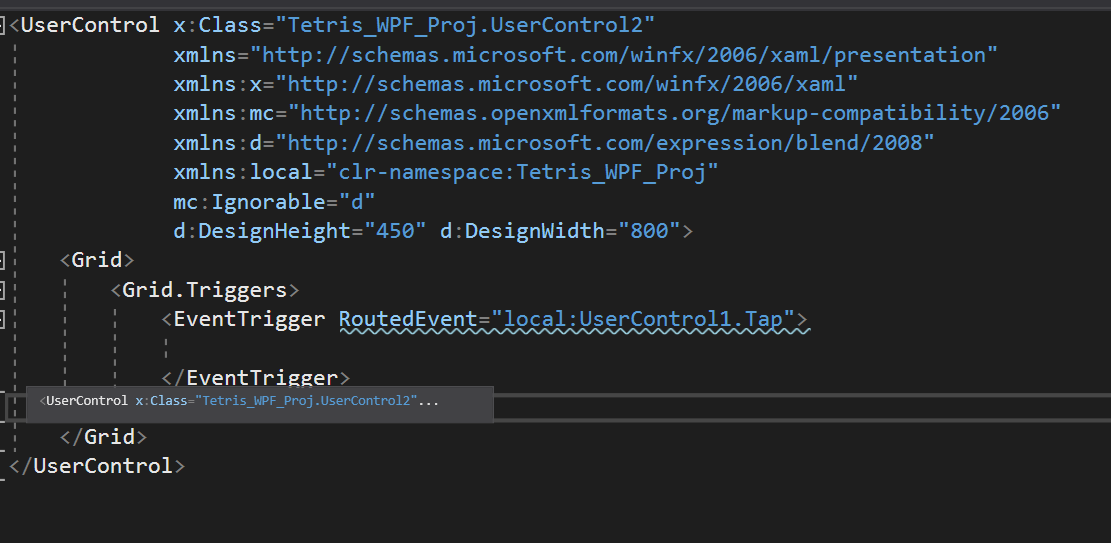 <UserControl x:Class="Tetris_WPF_Proj.UserControl2"
xmlns="http://schemas.microsoft.com/winfx/2006/xaml/presentation"
xmlns:x="http://schemas.microsoft.com/winfx/2006/xaml"
xmlns:mc="http://schemas.openxmlformats.org/markup-compatibility/2006"
xmlns:d="http://schemas.microsoft.com/expression/blend/2008"
xmlns:local="clr-namespace:Tetris_WPF_Proj"
mc:Ignorable="d"
d:DesignHeight="450" d:DesignWidth="800">
<Grid>
<Grid.Triggers>
<EventTrigger RoutedEvent="local:UserControl1.Tap">
</EventTrigger>
<UserControl x:Class="Tetris_WPF_Proj.UserControl2"...
</Grid>
</UserControl>